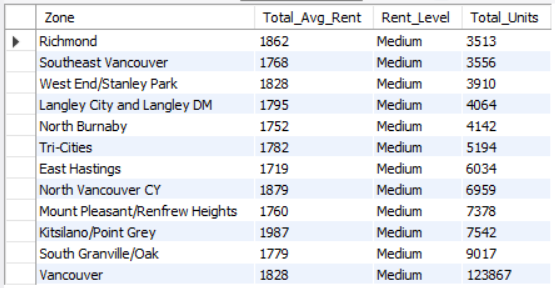 Zone Total_Avg_Rent Rent_Level Total_Units
Richmond 1862 Medium 3513
Southeast Vancouver 1768 Medium 3556
West End/Stanley Park 1828 Medium 3910
Langley City and Langley DM 1795 Medium 4064
North Burnaby 1752 Medium 4142
Tri-Cities 1782 Medium 5194
East Hastings 1719 Medium 6034
North Vancouver CY 1879 Medium 6959
Mount Pleasant/Renfrew Heights 1760 Medium 7378
Kitsilano/Point Grey 1987 Medium 7542
South Granville/Oak 1779 Medium 9017
Vancouver 1828 Medium 123867